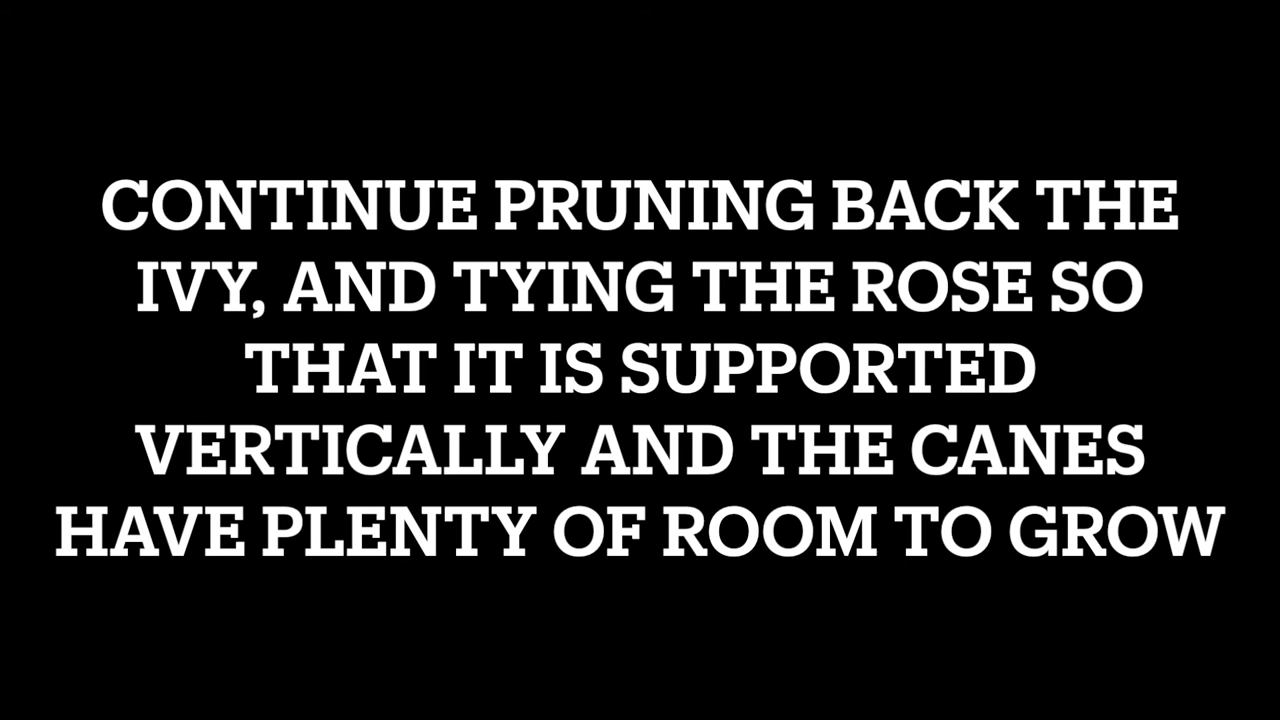 CONTINUE PRUNING BACK THE
IVY, AND TYING THE ROSE SO
THAT IT IS SUPPORTED
VERTICALLY AND THE CANES
HAVE PLENTY OF ROOM TO GROW